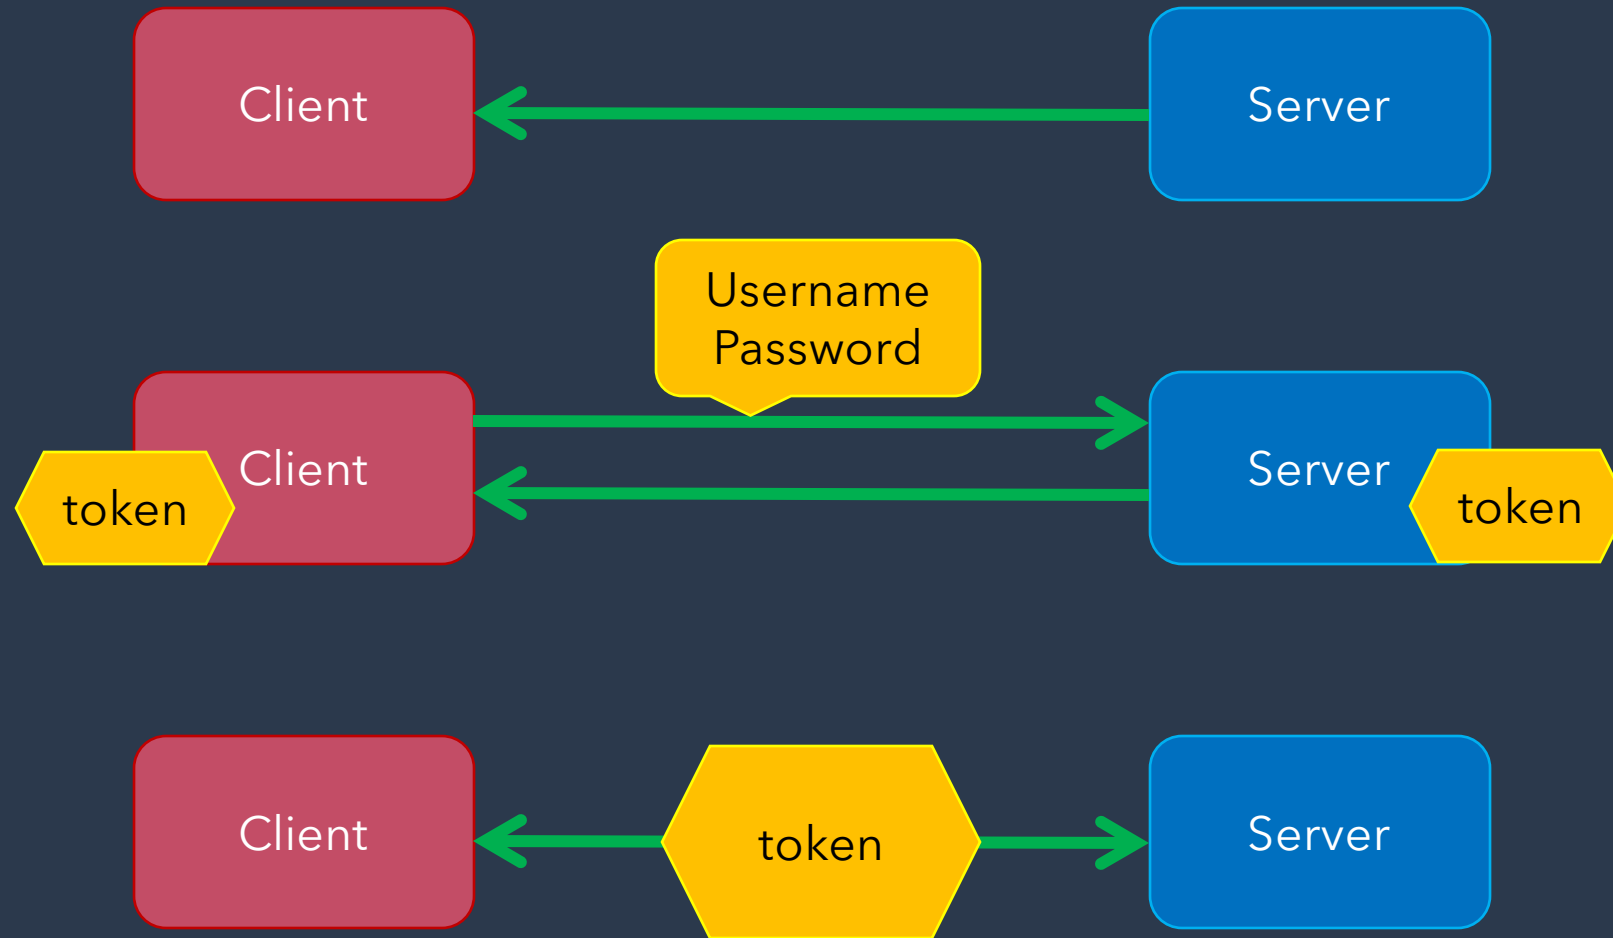 Client
Server
Username
Password
Client
Server
token
token
Client
token
Server